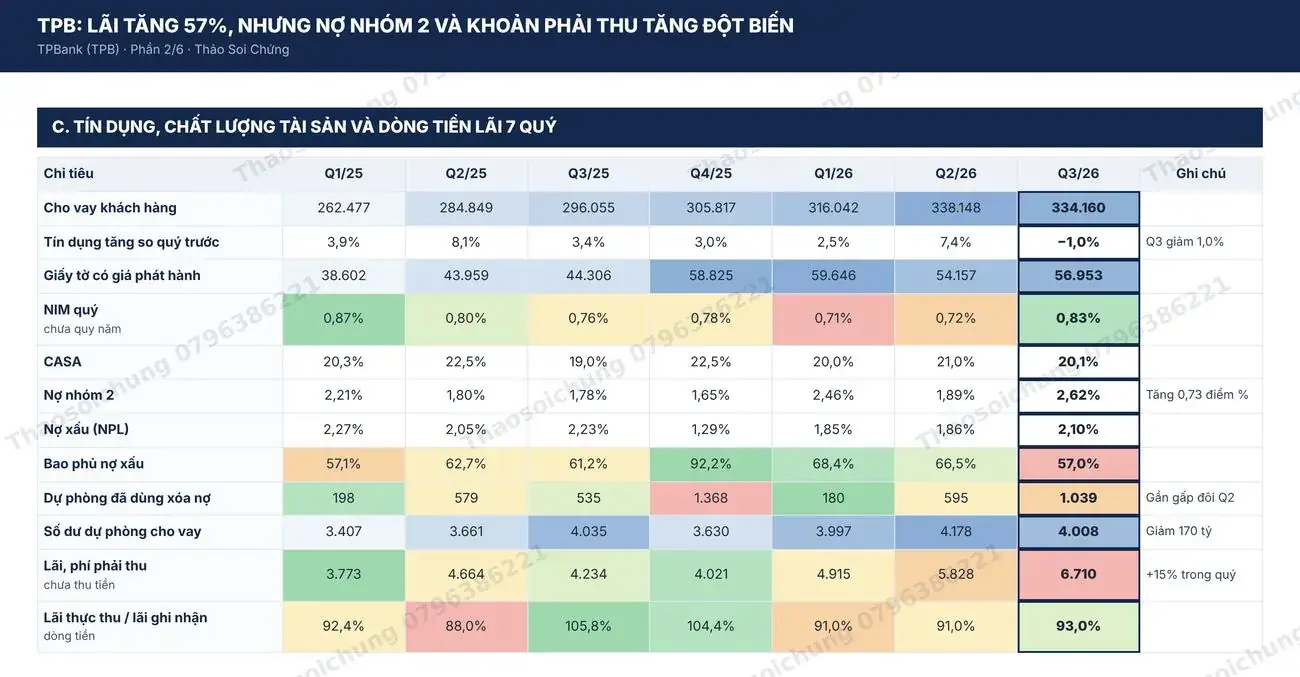 TPB: LÃI TĂNG 57%, NHƯNG NỢ NHÓM 2 VÀ KHOẢN PHẢI THU TĂNG ĐỘT BIẾN
TPBank (TPB) · Phần 2/6 · Thảo Soi Chứng
C. TÍN DỤNG, CHẤT LƯỢNG TÀI SẢN VÀ DÒNG TIỀN LÃI 7 QUÝ
Chỉ tiêu Q1/25 Q2/25 Q3/25 Q4/25 Q1/26 Q2/26 Q3/26 Ghi chú
Cho vay khách hàng 262.477 284.849 296.055 305.817 316.042 338.148 334.160
Tín dụng tăng so quý trước 3,9% 8,1% 3,4% 3,0% 2,5% 7,4% −1,0% Q3 giảm 1,0%
Giấy tờ có giá phát hành 38.602 43.959 44.306 58.825 59.646 54.157 56.953
NIM quý 0,87% 0,80% 0,76% 0,78% 0,71% 0,72% 0,83%
chưa quy năm
CASA 20,3% 22,5% 19,0% 22,5% 20,0% 21,0% 20,1%
Nợ nhóm 2 2,21% 1,80% 1,78% 1,65% 2,46% 1,89% 2,62% Tăng 0,73 điểm %
Nợ xấu (NPL) 2,27% 2,05% 2,23% 1,29% 1,85% 1,86% 2,10%
Bao phủ nợ xấu 57,1% 62,7% 61,2% 92,2% 68,4% 66,5% 57,0%
Dự phòng đã dùng xóa nợ 198 579 535 1.368 180 595 1.039 Gần gấp đôi Q2
Số dư dự phòng cho vay 3.407 3.661 4.035 3.630 3.997 4.178 4.008 Giảm 170 tỷ
Lãi, phí phải thu 3.773 4.664 4.234 4.021 4.915 5.828 6.710 +15% trong quý
chưa thu tiền
Lãi thực thu / lãi ghi nhận 92,4% 88,0% 105,8% 104,4% 91,0% 91,0% 93,0%
dòng tiền
Thaosoichung 0796386221